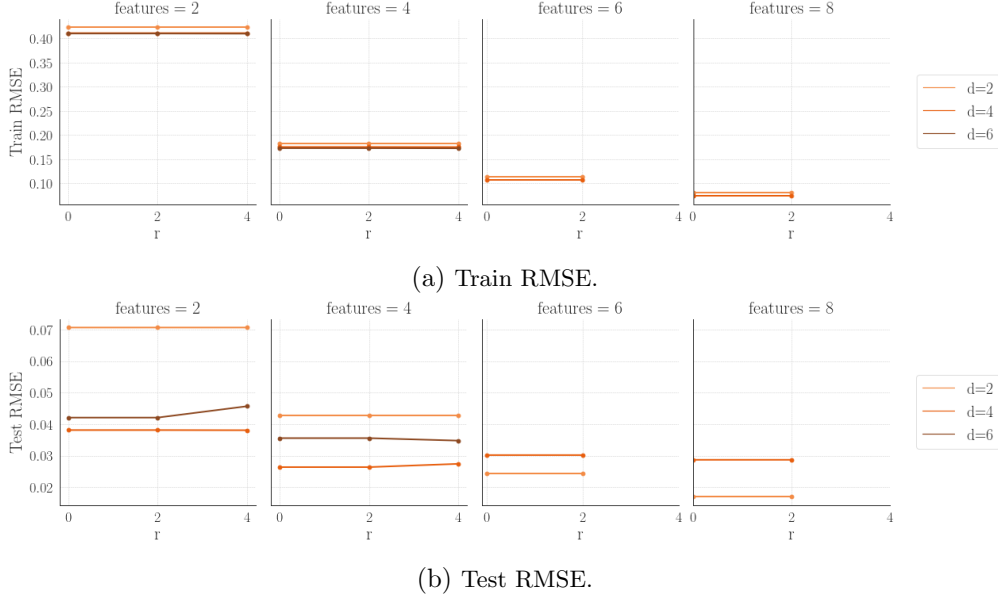 features = 2 features = 4 features = 6 features = 8
Train RMSE
0.40
0.35
0.30
0.25
0.20
0.15
0.10
0 2 4 0 2 4 0 2 4 0 2 4
r r r r
d=2
d=4
d=6
(a) Train RMSE.
features = 2 features = 4 features = 6 features = 8
Test RMSE
0.07
0.06
0.05
0.04
0.03
0.02
0 2 4 0 2 4 0 2 4 0 2 4
r r r r
d=2
d=4
d=6
(b) Test RMSE.